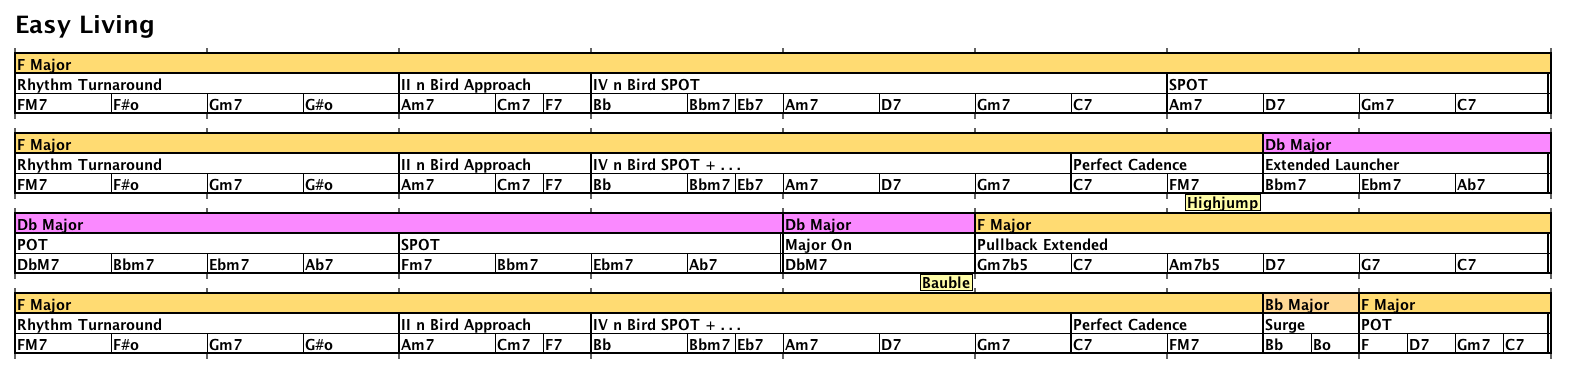 Easy Living
F Major
Rhythm Turnaround II n Bird Approach IV n Bird SPOT SPOT
FM7 F#o Gm7 G#o Am7 Cm7 F7 Bb Bbm7 Eb7 Am7 D7 Gm7 C7 Am7 D7 Gm7 C7
F Major Db Major
Rhythm Turnaround II n Bird Approach IV n Bird SPOT + . . . Perfect Cadence Extended Launcher
FM7 F#o Gm7 G#o Am7 Cm7 F7 Bb Bbm7 Eb7 Am7 D7 Gm7 C7 FM7 Bbm7 Ebm7 Ab7
Highjump
Db Major Db Major F Major
POT SPOT Major On Pullback Extended
DbM7 Bbm7 Ebm7 Ab7 Fm7 Bbm7 Ebm7 Ab7 DbM7 Gm7b5 C7 Am7b5 D7 G7 C7
Bauble
F Major Bb Major F Major
Rhythm Turnaround II n Bird Approach IV n Bird SPOT + . . . Perfect Cadence Surge POT
FM7 F#o Gm7 G#o Am7 Cm7 F7 Bb Bbm7 Eb7 Am7 D7 Gm7 C7 FM7 Bb Bo F D7 Gm7 C7